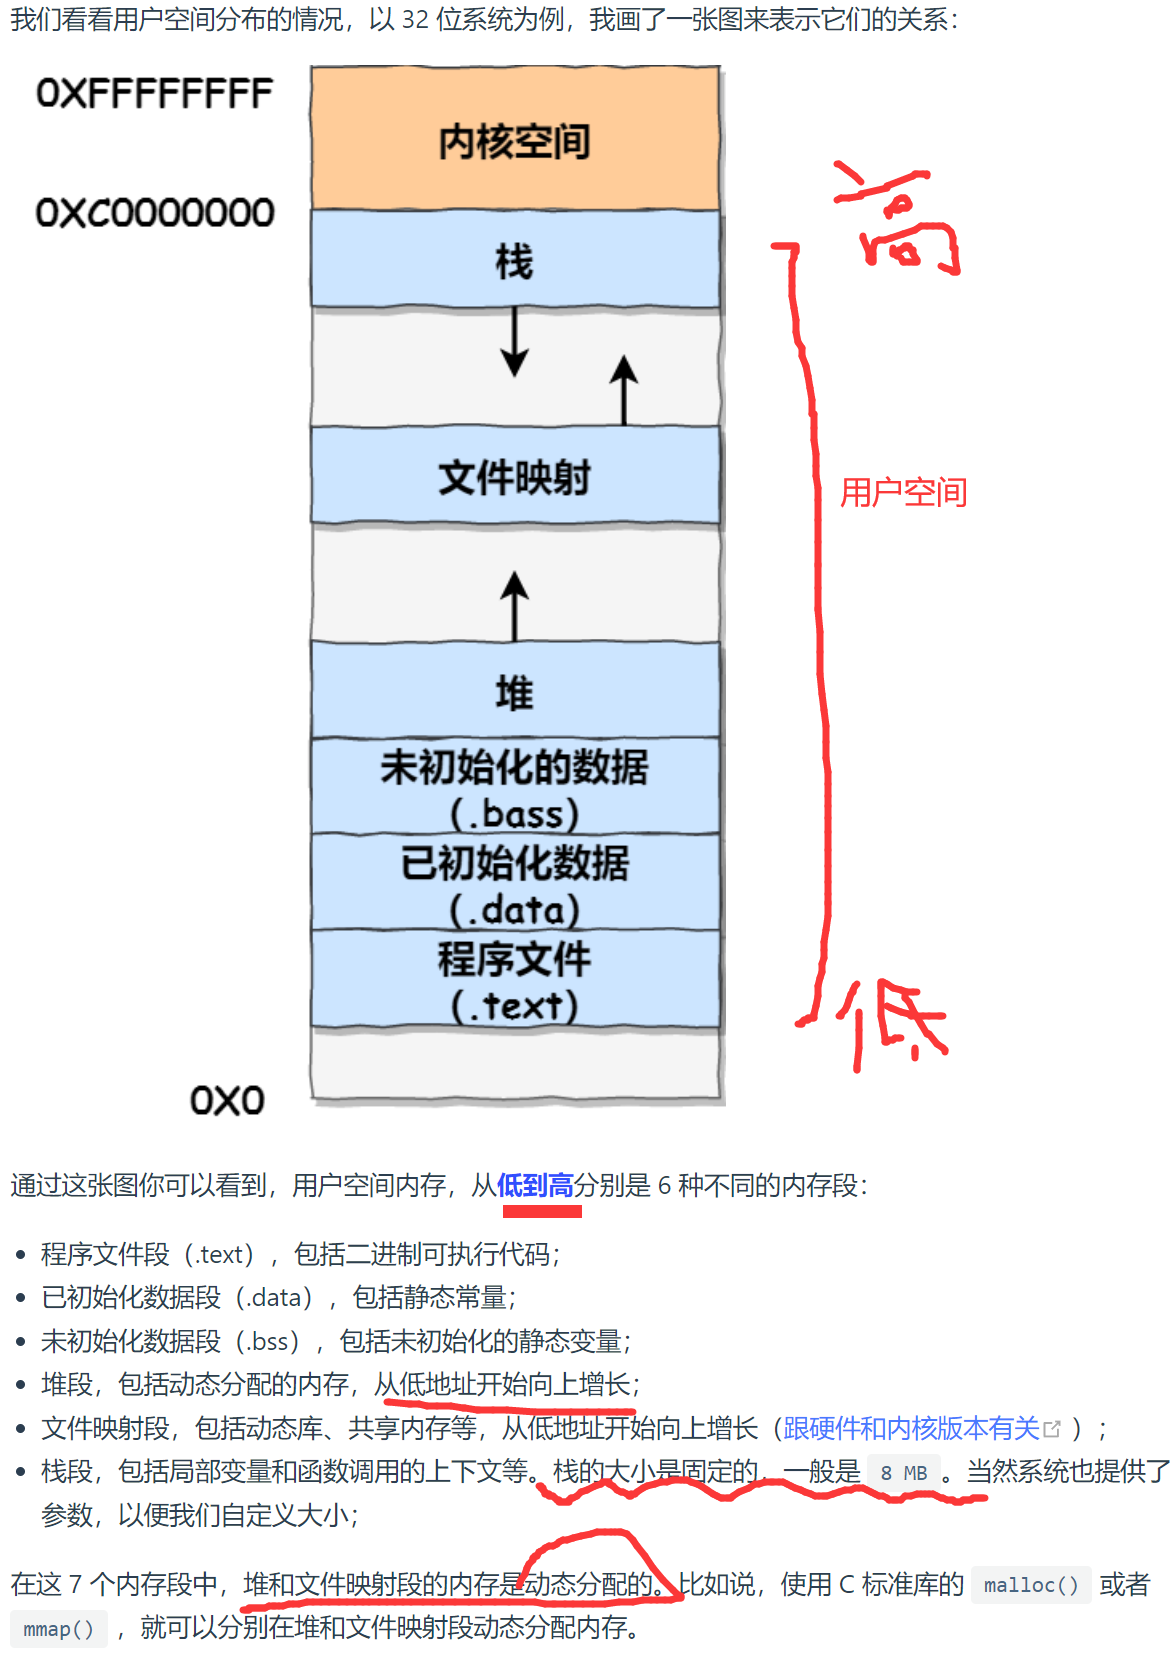 我们看看用户空间分布的情况，以 32 位系统为例，我画了一张图来表示它们的关系：
0XFFFFFFFF
内核空间
高
0XC0000000
栈
文件映射
用户空间
堆
未初始化的数据
(.bass)
已初始化数据
(.data)
程序文件
(.text)
低
0X0
通过这张图你可以看到，用户空间内存，从低到高分别是 6 种不同的内存段：
程序文件段（.text），包括二进制可执行代码；
已初始化数据段（.data），包括静态常量；
未初始化数据段（.bss），包括未初始化的静态变量；
堆段，包括动态分配的内存，从低地址开始向上增长；
文件映射段，包括动态库、共享内存等，从低地址开始向上增长（跟硬件和内核版本有关）；
栈段，包括局部变量和函数调用的上下文等。栈的大小是固定的，一般是 8 MB 。当然系统也提供了
参数，以便我们自定义大小；
在这 7 个内存段中，堆和文件映射段的内存是动态分配的。比如说，使用 C 标准库的 malloc() 或者
mmap() ，就可以分别在堆和文件映射段动态分配内存。